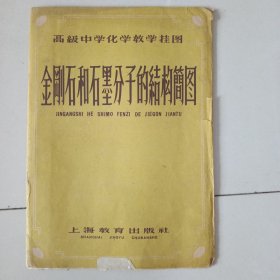 高級中学化学教学挂图
金剛石和石墨分子的結构簡图
JINGANGSHI HE SHIMO FENZI DE JIEGOU JIANTU
上海教育出版社
SHANGHAI JIAOYU CHUBANSHE